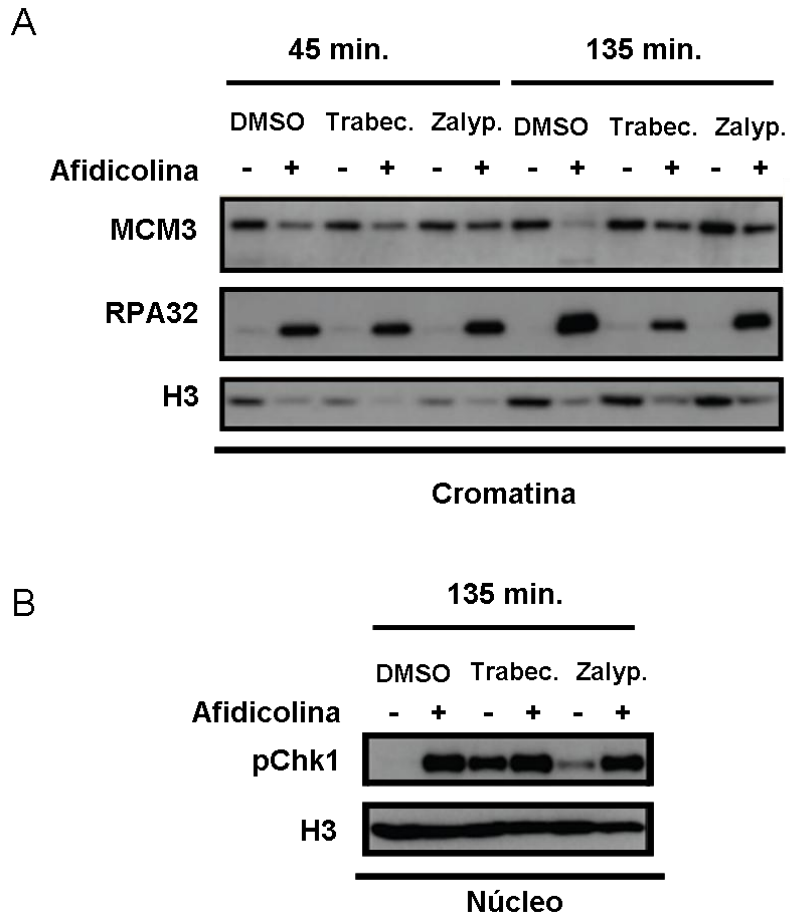 A
45 min. 135 min.
DMSO Trabec. Zalyp. DMSO Trabec. Zalyp.
Afidicolina - + - + - + - + - + - +
MCM3
RPA32
H3
Cromatina
B
135 min.
DMSO Trabec. Zalyp.
Afidicolina - + - + - +
pChk1
H3
Núcleo